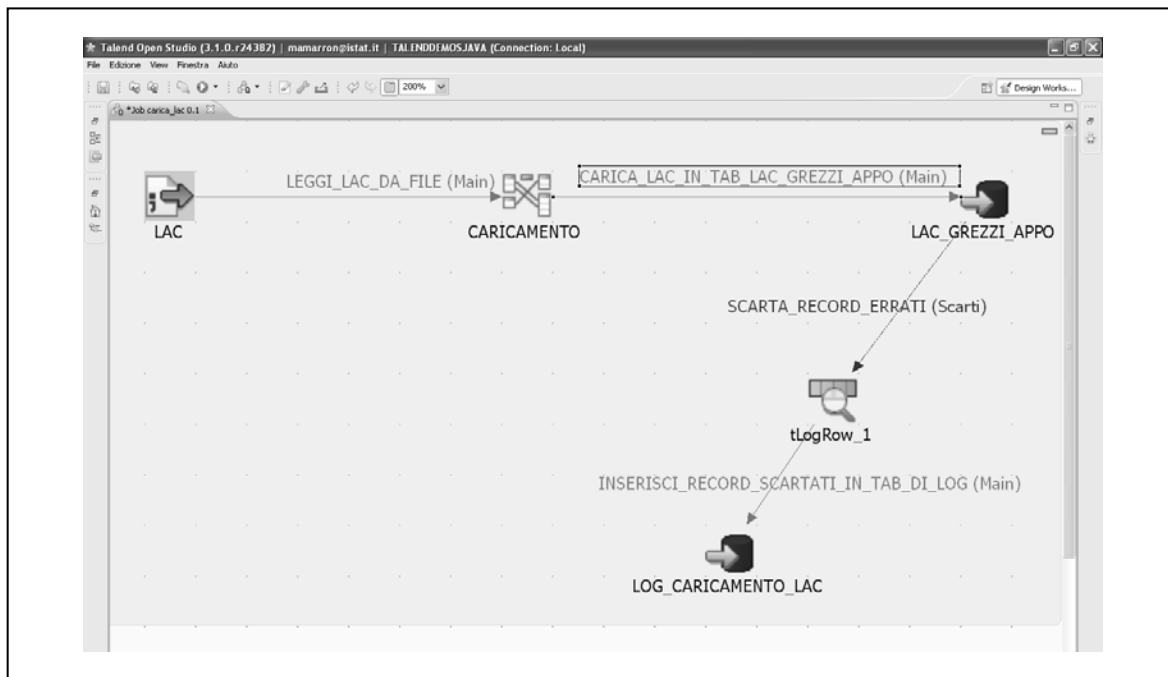 Talend Open Studio (3.1.0.r24382) | mamarron@istat.it | TALENDDEMOSJAVA (Connection: Local)
File Edizione View Finestra Aiuto
200%
Design Works...
*Job carica_lac 0.1
LEGGI_LAC_DA_FILE (Main)
CARICA_LAC_IN_TAB_LAC_GREZZI_APPO (Main)
LAC
CARICAMENTO
LAC_GREZZI_APPO
SCARTA_RECORD_ERRATI (Scarti)
tLogRow_1
INSERISCI_RECORD_SCARTATI_IN_TAB_DI_LOG (Main)
LOG_CARICAMENTO_LAC